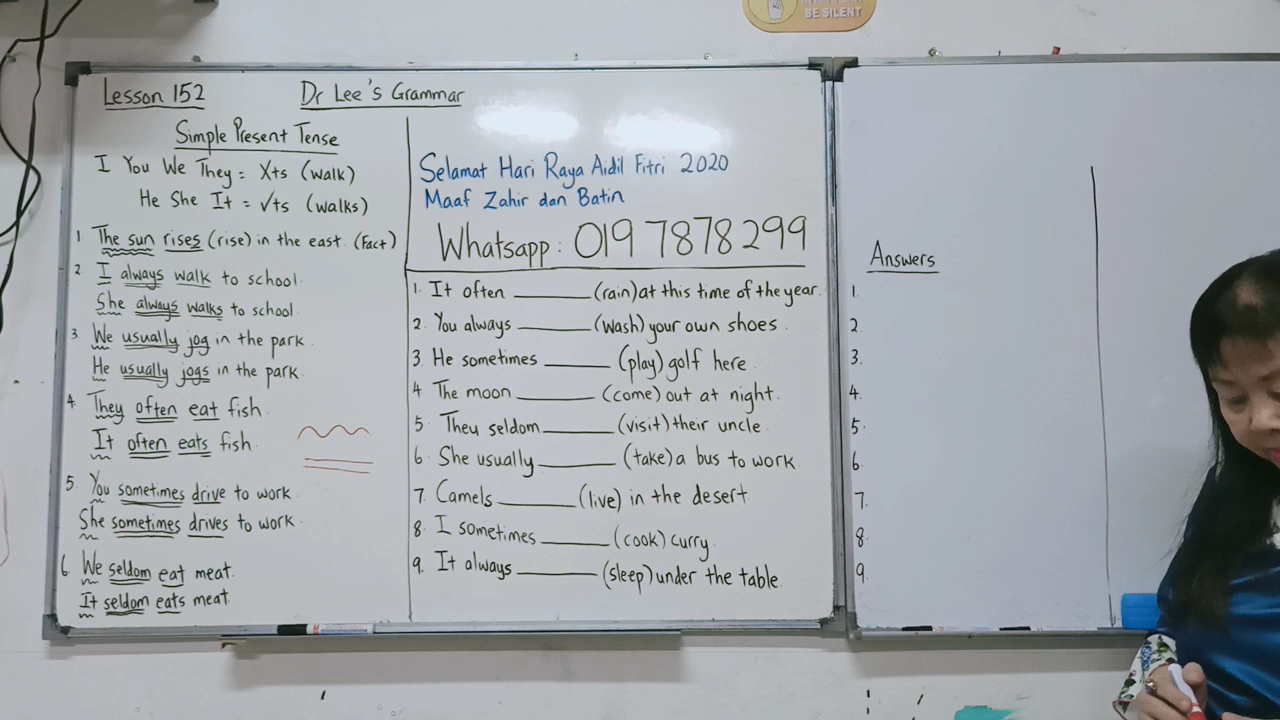 BE SILENT
Lesson 152
Dr Lee's Grammar
Simple Present Tense
I You We They = X+s (walk)
He She It = √+s (walks)
1 The sun rises (rise) in the east. (Fact)
2. I always walk to school.
She always walks to school.
3 We usually jog in the park.
He usually jogs in the park.
4. They often eat fish.
It often eats fish.
5. You sometimes drive to work.
She sometimes drives to work.
6. We seldom eat meat.
It seldom eats meat.
Selamat Hari Raya Aidil Fitri 2020
Maaf Zahir dan Batin
Whatsapp: 019 7878 299
1. It often ______ (rain) at this time of the year.
2. You always ______ (wash) your own shoes.
3. He sometimes ______ (play) golf here.
4 The moon ______ (come) out at night.
5 They seldom ______ (visit) their uncle.
6. She usually ______ (take) a bus to work.
7 Camels ______ (live) in the desert.
8. I sometimes ______ (cook) curry.
9. It always ______ (sleep) under the table.
Answers
1.
2.
3.
4.
5.
6.
7.
8.
9.